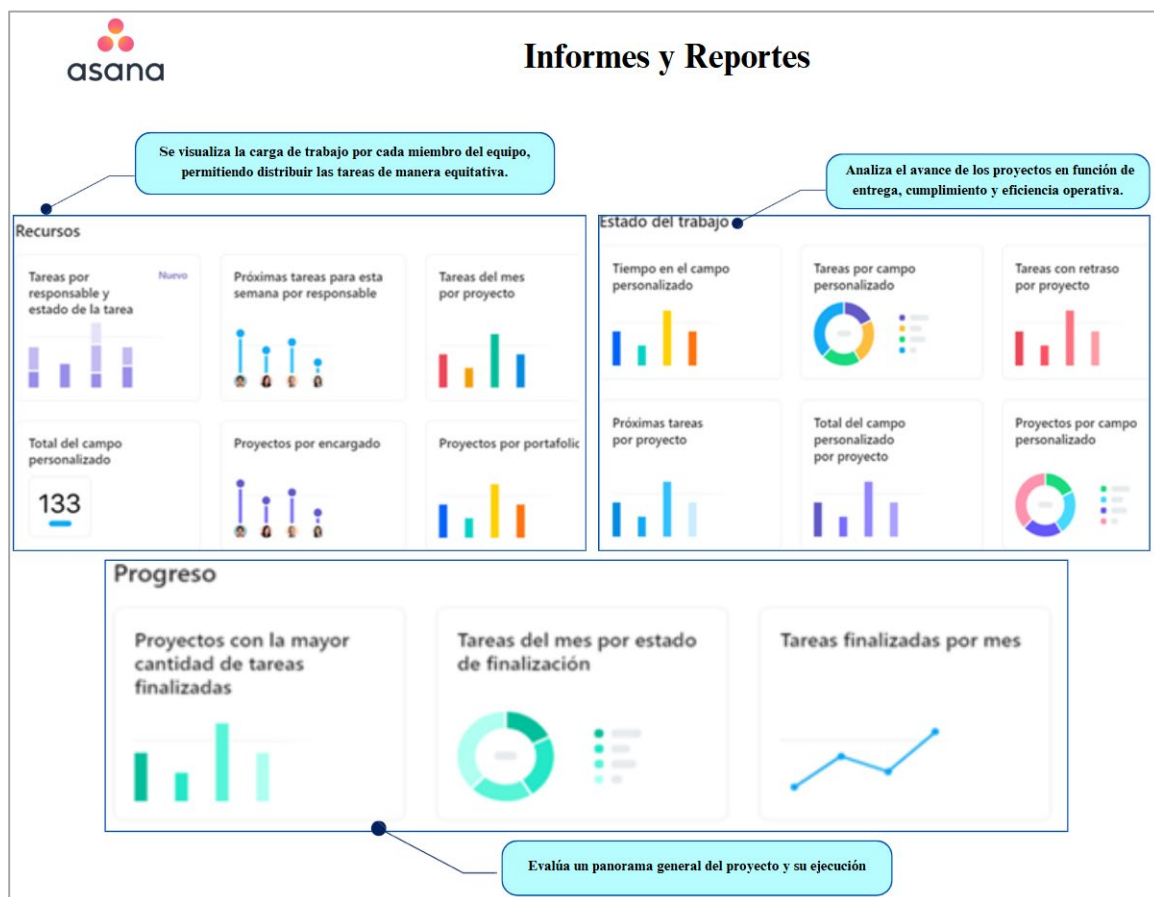 asana
Informes y Reportes
Se visualiza la carga de trabajo por cada miembro del equipo,
permitiendo distribuir las tareas de manera equitativa.
Analiza el avance de los proyectos en función de
entrega, cumplimiento y eficiencia operativa.
Recursos
Tareas por
responsable y
estado de la tarea
Nuevo
Próximas tareas para esta
semana por responsable
Tareas del mes
por proyecto
Total del campo
personalizado
133
Proyectos por encargado
Proyectos por portafolic
Estado del trabajo
Tiempo en el campo
personalizado
Tareas por campo
personalizado
Tareas con retraso
por proyecto
Próximas tareas
por proyecto
Total del campo
personalizado
por proyecto
Proyectos por campo
personalizado
Progreso
Proyectos con la mayor
cantidad de tareas
finalizadas
Tareas del mes por estado
de finalización
Tareas finalizadas por mes
Evalúa un panorama general del proyecto y su ejecución